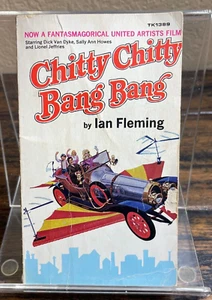 TK1289
NOW A FANTASMAGORICAL UNITED ARTISTS FILM
Starring Dick Van Dyke, Sally Ann Howes
and Lionel Jeffries
Chitty Chitty
Bang Bang
by Ian Fleming